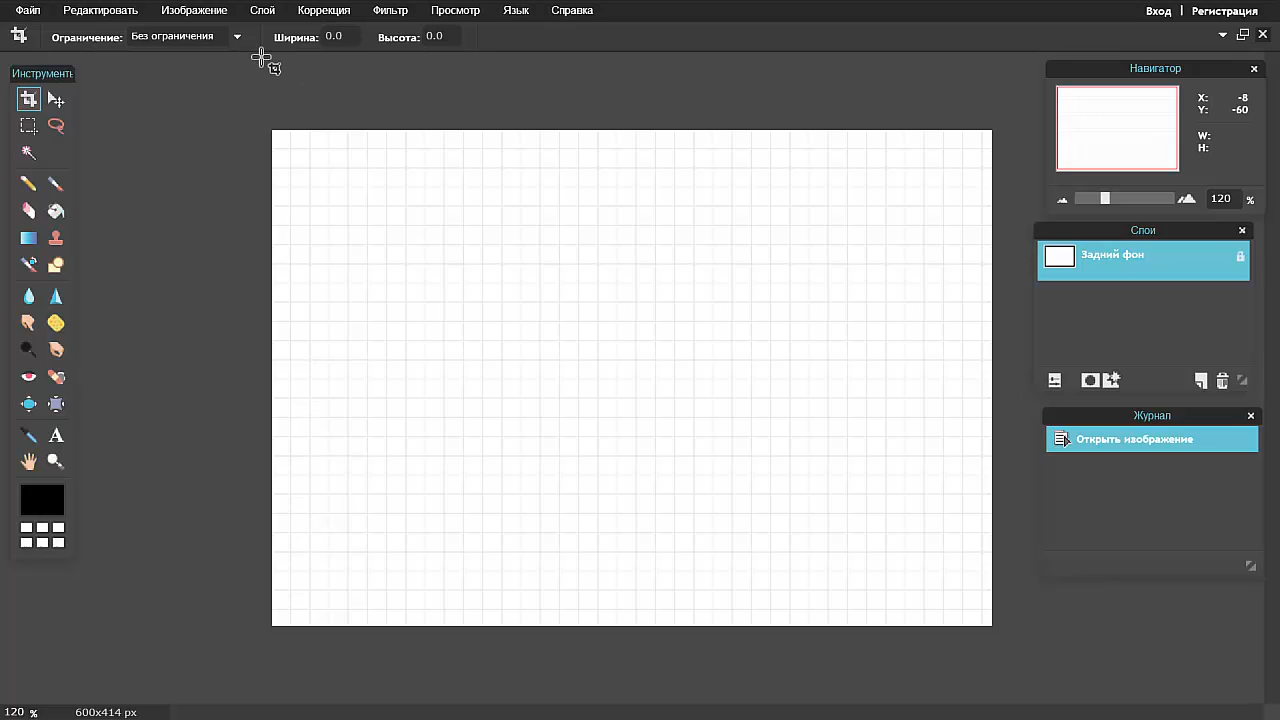 Файл Редактировать Изображение Слой Коррекция Фильтр Просмотр Язык Справка Вход | Регистрация
Ограничение: Без ограничения Ширина: 0.0 Высота: 0.0
Инструменты
Навигатор
X: -8
Y: -60
W:
H:
120 %
Слои
Задний фон
Журнал
Открыть изображение
A
120 % 600x414 px